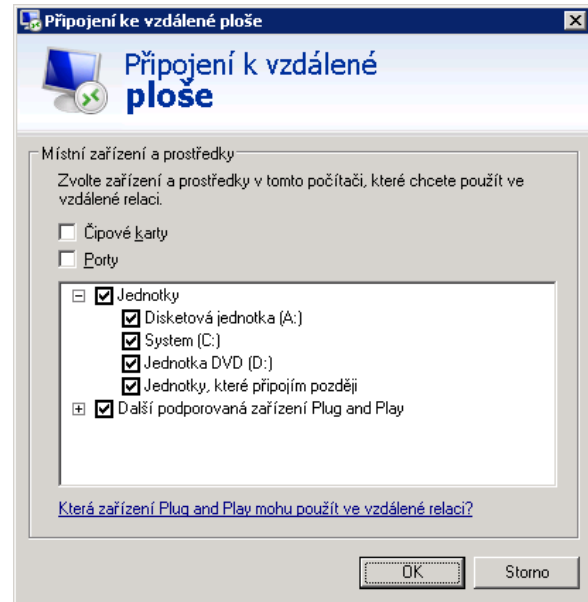 Připojení ke vzdálené ploše
Připojení k vzdálené
ploše
Místní zařízení a prostředky
Zvolte zařízení a prostředky v tomto počítači, které chcete použít ve
vzdálené relaci.
Čipové karty
Porty
Jednotky
Disketová jednotka (A:)
System (C:)
Jednotka DVD (D:)
Jednotky, které připojím později
Další podporovaná zařízení Plug and Play
Která zařízení Plug and Play mohu použít ve vzdálené relaci?
OK
Storno